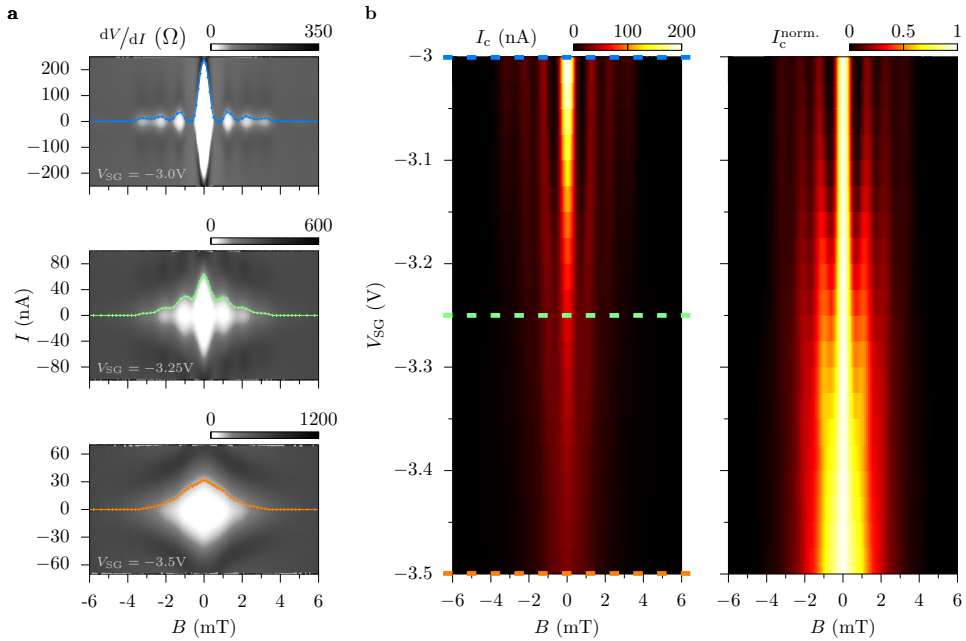 a
dV/dI (Ω)
0 350
200
100
0
−100
−200
V_SG = −3.0V
0 600
80
40
0
−40
−80
I (nA)
V_SG = −3.25V
0 1200
60
30
0
−30
−60
V_SG = −3.5V
-6 -4 -2 0 2 4 6
B (mT)
b
I_c (nA)
0 100 200
−3
−3.1
−3.2
−3.3
−3.4
−3.5
V_SG (V)
−6 −4 −2 0 2 4 6
B (mT)
I_c^norm.
0 0.5 1
−6 −4 −2 0 2 4 6
B (mT)